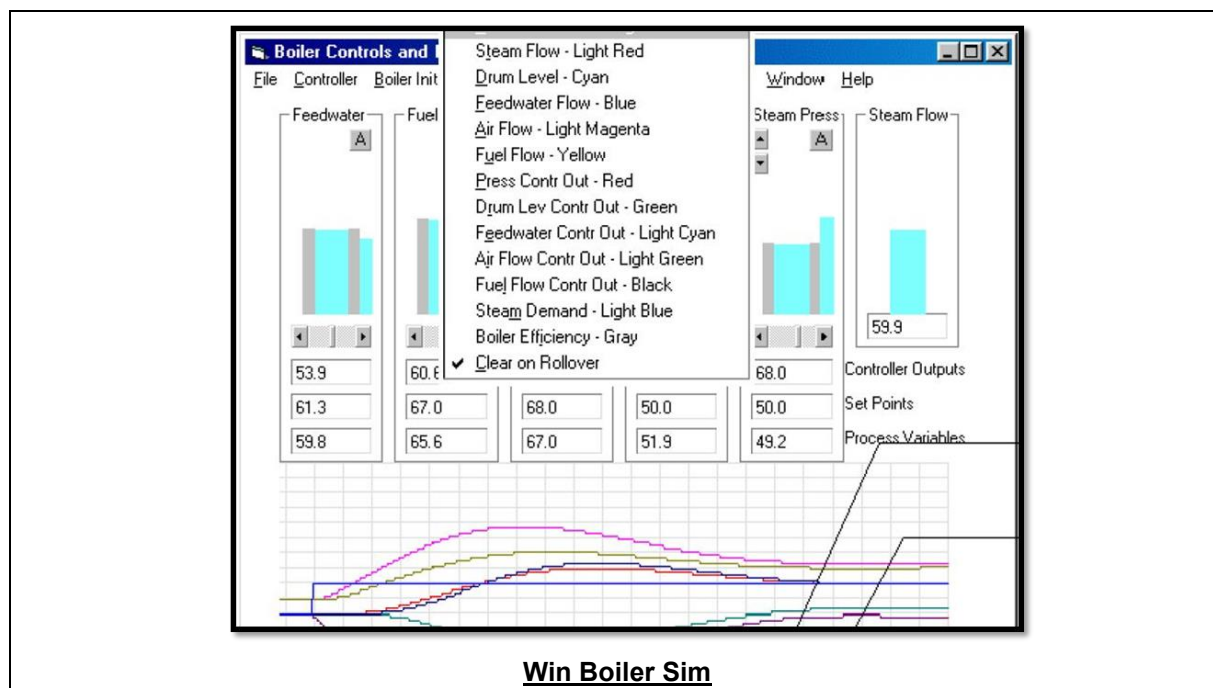 Boiler Controls and
File Controller Boiler Init Window Help
Steam Flow - Light Red
Drum Level - Cyan
Feedwater Flow - Blue
Air Flow - Light Magenta
Fuel Flow - Yellow
Press Contr Out - Red
Drum Lev Contr Out - Green
Feedwater Contr Out - Light Cyan
Air Flow Contr Out - Light Green
Fuel Flow Contr Out - Black
Steam Demand - Light Blue
Boiler Efficiency - Gray
✓ Clear on Rollover
Feedwater Fuel Steam Press Steam Flow
A A
59.9
53.9 60.6 68.0 Controller Outputs
61.3 67.0 68.0 50.0 50.0 Set Points
59.8 65.6 67.0 51.9 49.2 Process Variables
Win Boiler Sim